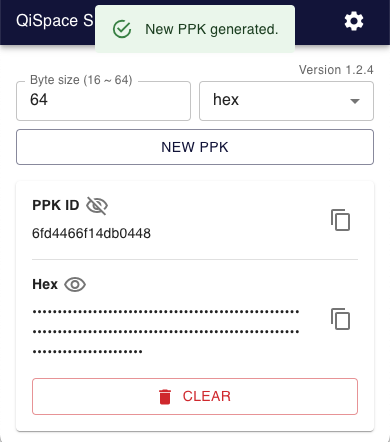 QiSpace S
New PPK generated.
Version 1.2.4
Byte size (16 ~ 64)
64
hex
NEW PPK
PPK ID
6fd4466f14db0448
Hex
CLEAR